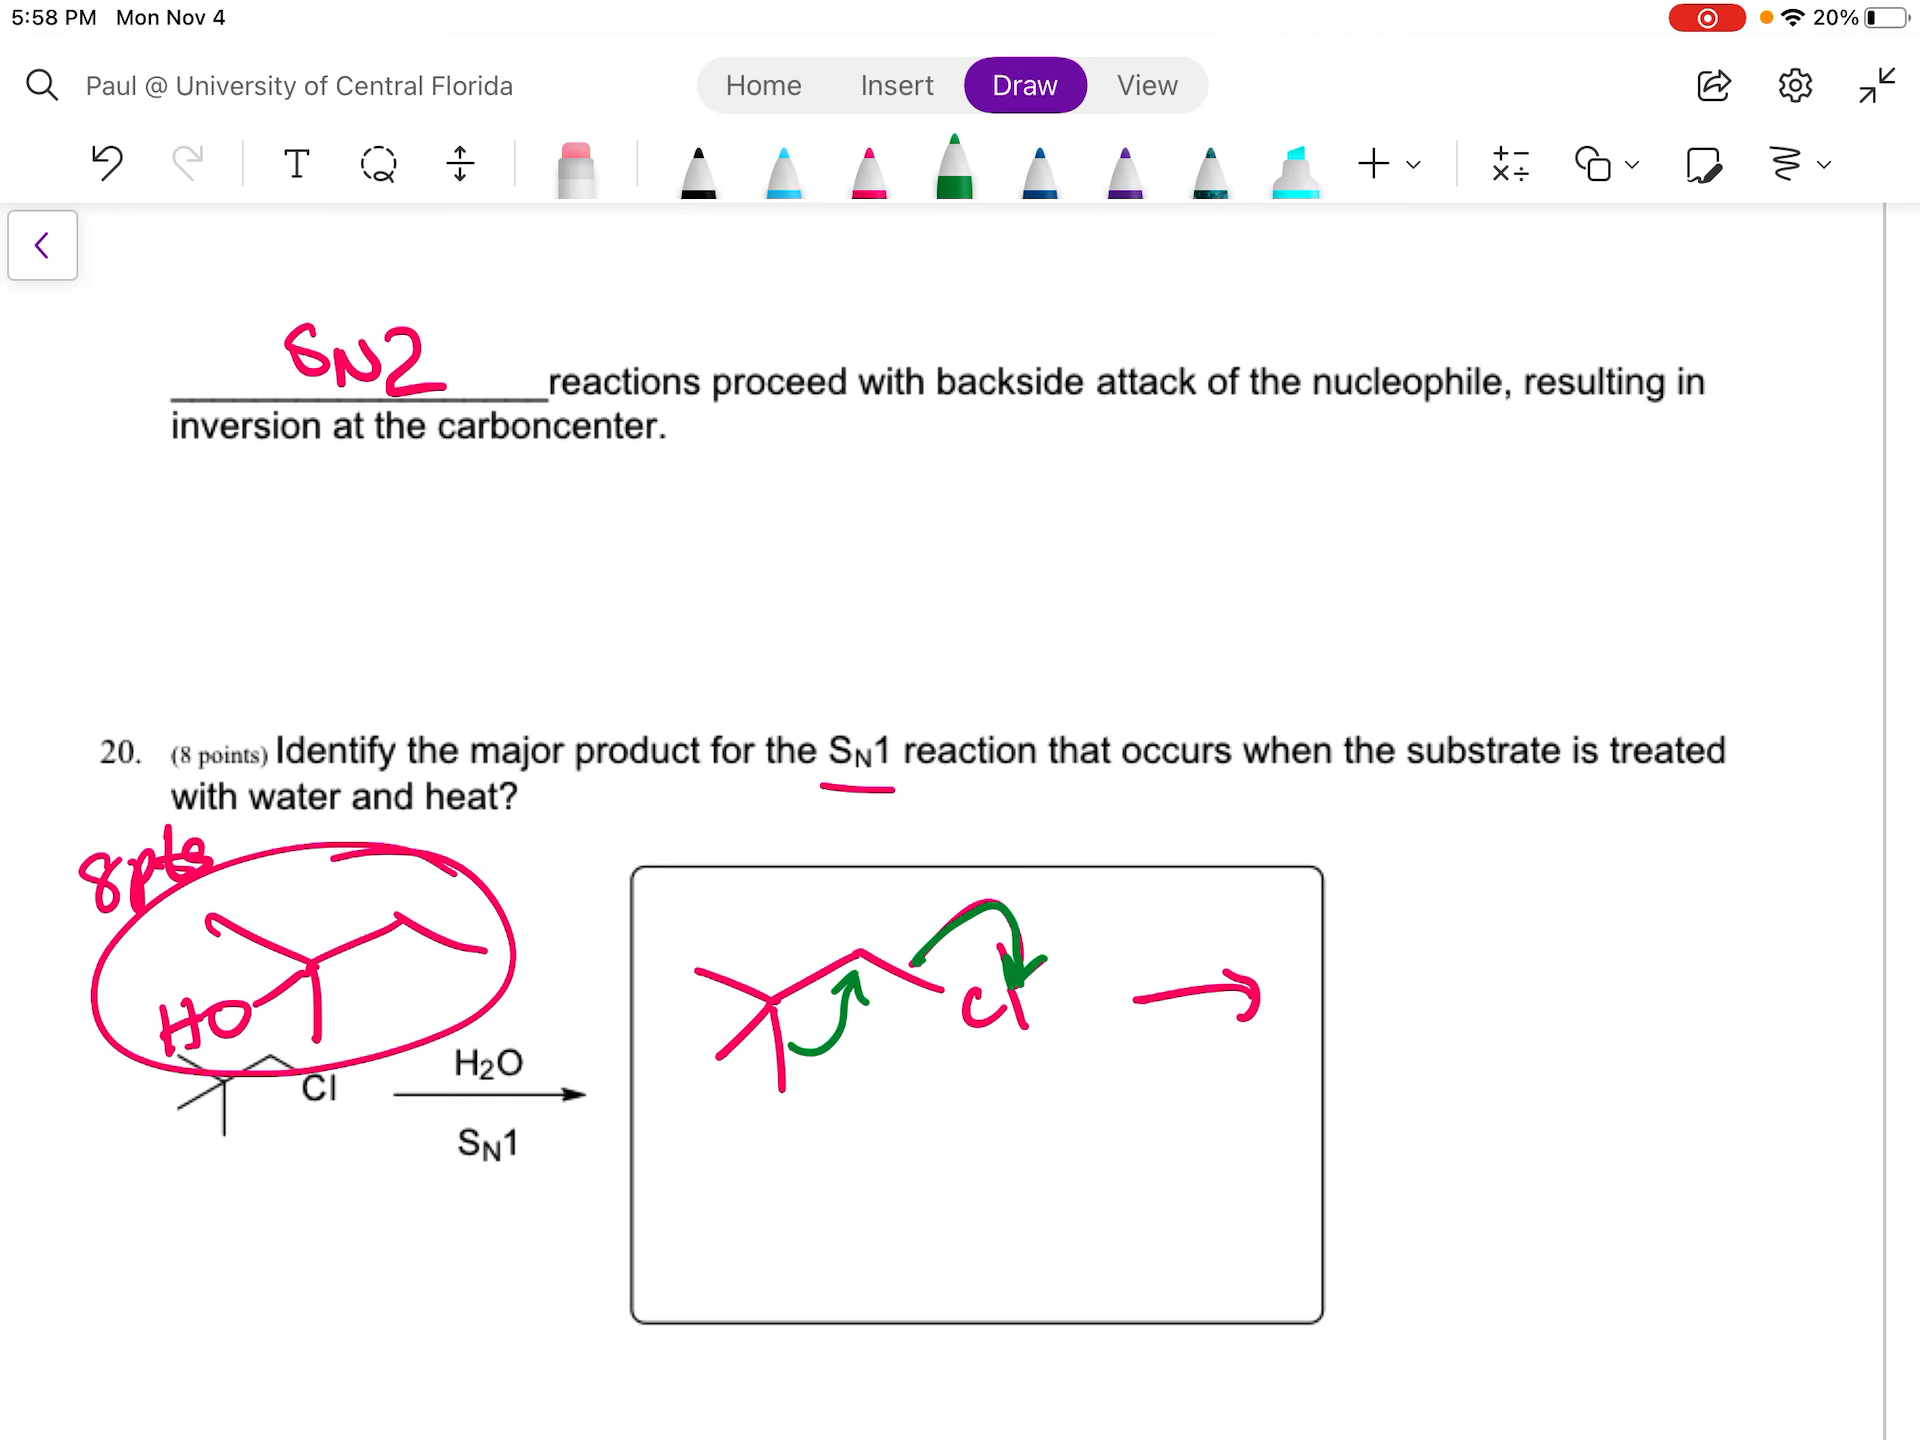 5:58 PM Mon Nov 4
20%
Paul @ University of Central Florida
Home Insert Draw View
T
SN2
___________________reactions proceed with backside attack of the nucleophile, resulting in
inversion at the carboncenter.
20. (8 points) Identify the major product for the SN1 reaction that occurs when the substrate is treated
with water and heat?
8pts
HO
Cl
H2O
SN1
Cl